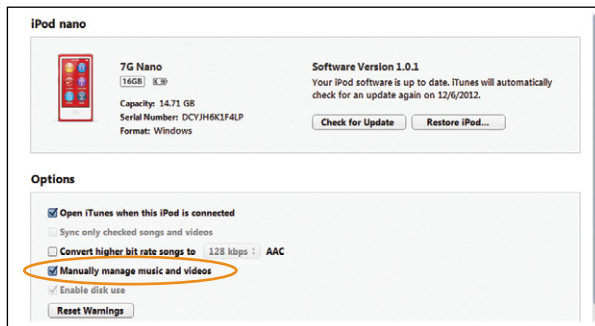 iPod nano
7G Nano
16GB
Capacity: 14.71 GB
Serial Number: DCYJH6K1F4LP
Format: Windows
Software Version 1.0.1
Your iPod software is up to date. iTunes will automatically
check for an update again on 12/6/2012.
Check for Update Restore iPod...
Options
Open iTunes when this iPod is connected
Sync only checked songs and videos
Convert higher bit rate songs to 128 kbps AAC
Manually manage music and videos
Enable disk use
Reset Warnings